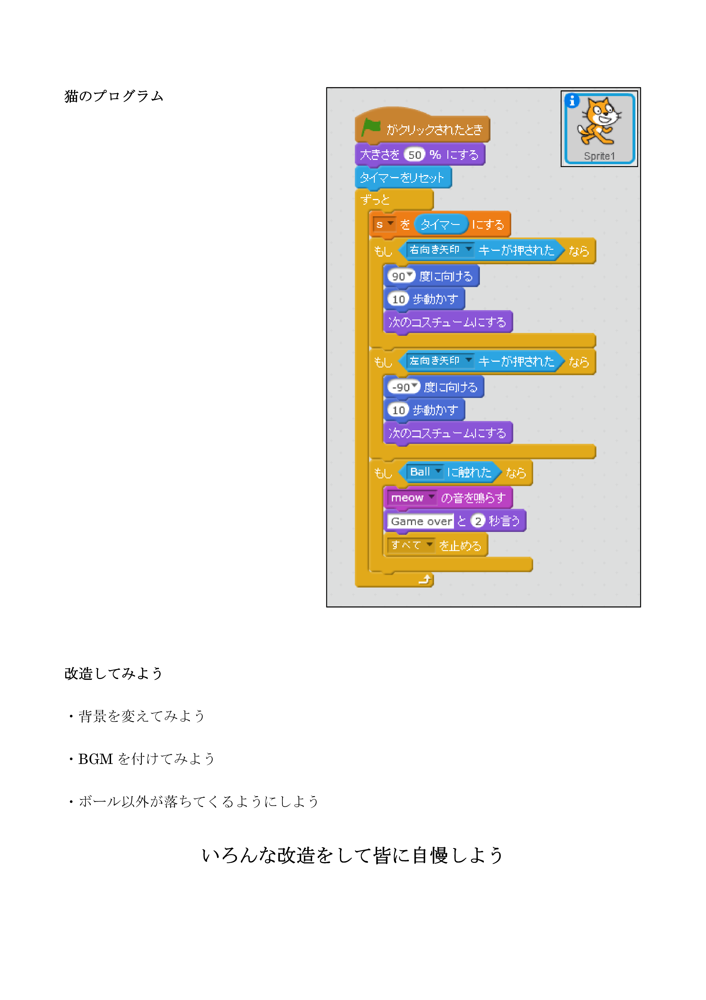 猫のプログラム
がクリックされたとき
Sprite1
大きさを 50 % にする
タイマーをリセット
ずっと
s を タイマー にする
もし 右向き矢印 キーが押された なら
90 度に向ける
10 歩動かす
次のコスチュームにする
もし 左向き矢印 キーが押された なら
-90 度に向ける
10 歩動かす
次のコスチュームにする
もし Ball に触れた なら
meow の音を鳴らす
Game over と 2 秒言う
すべて を止める
改造してみよう
・背景を変えてみよう
・BGM を付けてみよう
・ボール以外が落ちてくるようにしよう
いろんな改造をして皆に自慢しよう